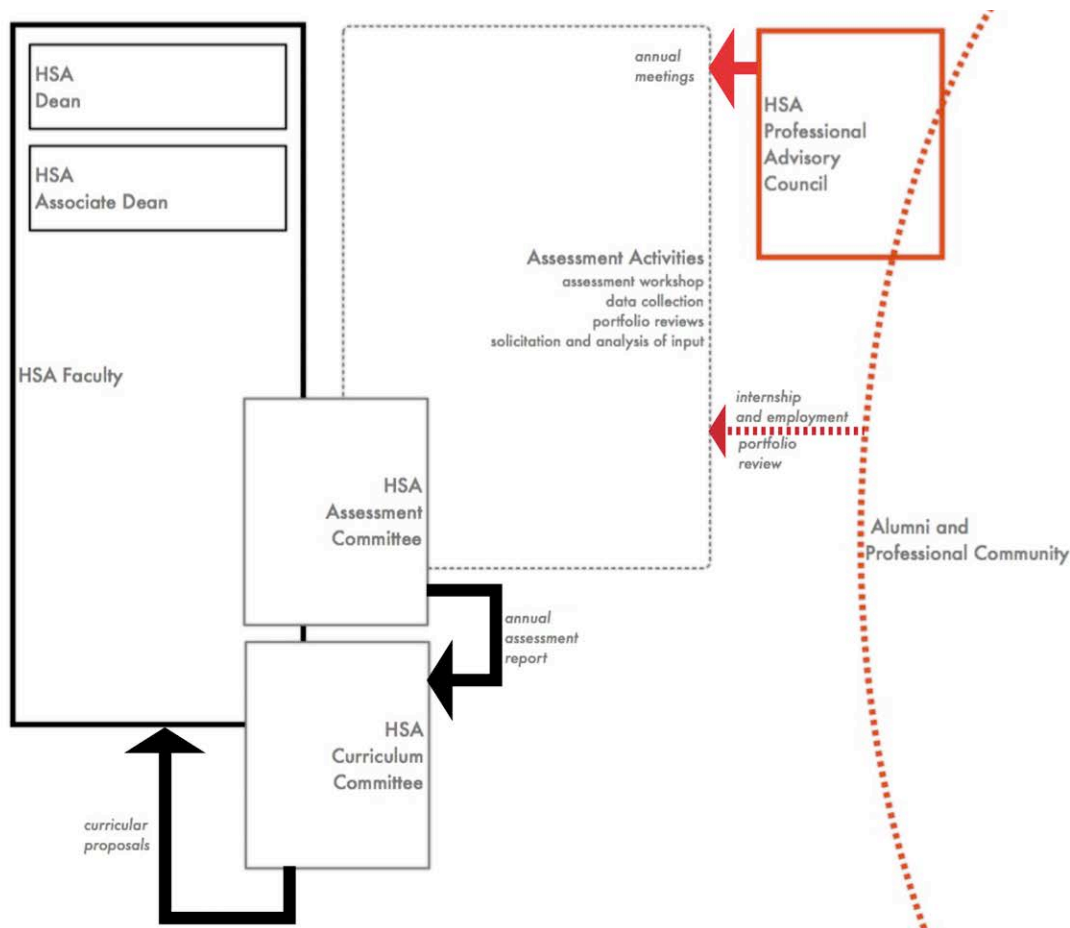 HSA
Dean
HSA
Associate Dean
HSA Faculty
annual
meetings
HSA
Professional
Advisory
Council
Assessment Activities
assessment workshop
data collection
portfolio reviews
solicitation and analysis of input
internship
and employment
portfolio
review
Alumni and
Professional Community
HSA
Assessment
Committee
annual
assessment
report
HSA
Curriculum
Committee
curricular
proposals